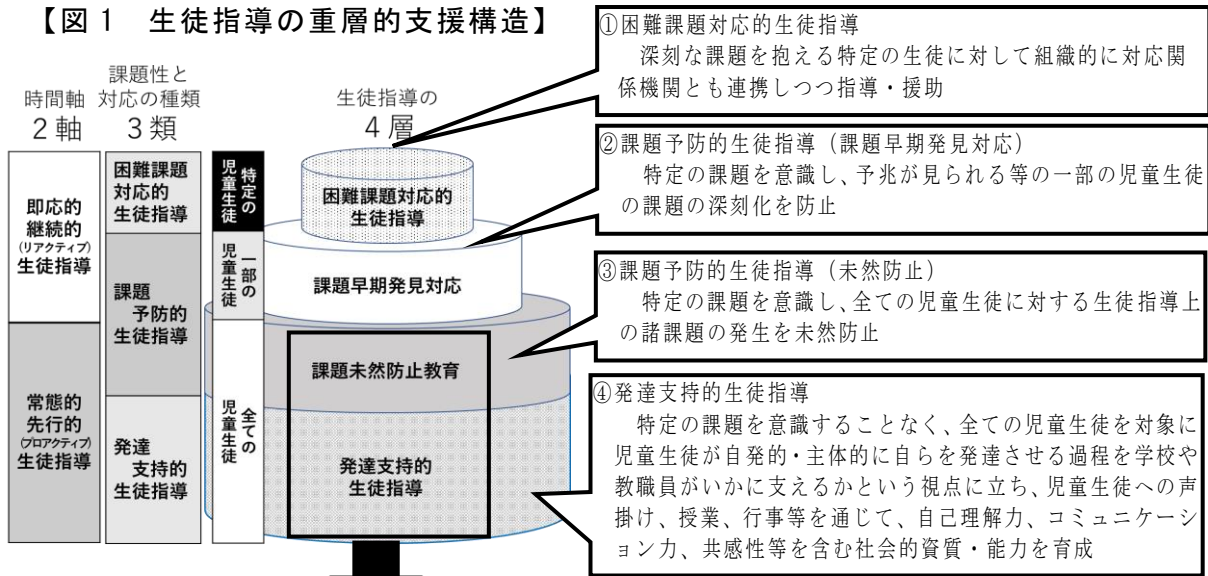 【図1 生徒指導の重層的支援構造】
時間軸
2軸
課題性と
対応の種類
3類
生徒指導の
4層
即応的
継続的
(リアクティブ)
生徒指導
常態的
先行的
(プロアクティブ)
生徒指導
困難課題
対応的
生徒指導
課題
予防的
生徒指導
発達
支持的
生徒指導
特定の
児童生徒
一部の
児童生徒
全ての
児童生徒
困難課題対応的
生徒指導
課題早期発見対応
課題未然防止教育
発達支持的
生徒指導
①困難課題対応的生徒指導
深刻な課題を抱える特定の生徒に対して組織的に対応関
係機関とも連携しつつ指導・援助
②課題予防的生徒指導（課題早期発見対応）
特定の課題を意識し、予兆が見られる等の一部の児童生徒
の課題の深刻化を防止
③課題予防的生徒指導（未然防止）
特定の課題を意識し、全ての児童生徒に対する生徒指導上
の諸課題の発生を未然防止
④発達支持的生徒指導
特定の課題を意識することなく、全ての児童生徒を対象に
児童生徒が自発的・主体的に自らを発達させる過程を学校や
教職員がいかに支えるかという視点に立ち、児童生徒への声
掛け、授業、行事等を通じて、自己理解力、コミュニケーシ
ョン力、共感性等を含む社会的資質・能力を育成